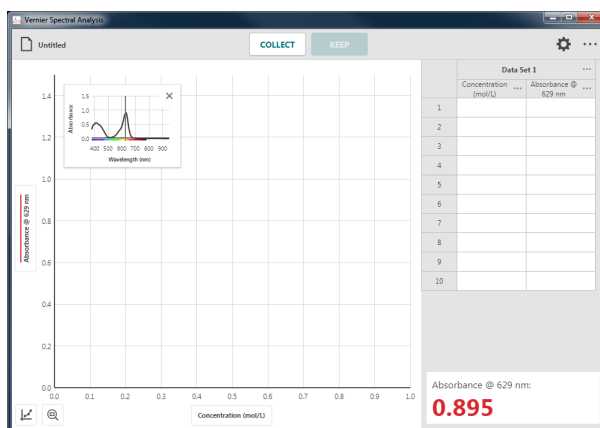 Vernier Spectral Analysis
Untitled
COLLECT
KEEP
1.4
1.2
1.0
0.8
0.6
0.4
0.2
0.0
Absorbance @ 629 nm
0.0 0.1 0.2 0.3 0.4 0.5 0.6 0.7 0.8 0.9 1.0
Concentration (mol/L)
1.5
1.0
0.5
0.0
Absorbance
400 500 600 700 800 900
Wavelength (nm)
Data Set 1
Concentration (mol/L)
Absorbance @ 629 nm
1
2
3
4
5
6
7
8
9
10
Absorbance @ 629 nm:
0.895